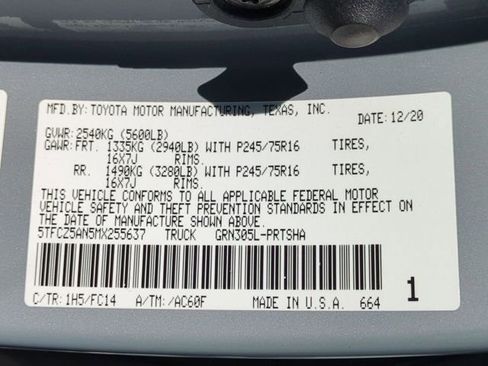 MFD.BY: TOYOTA MOTOR MANUFACTURING, TEXAS, INC.
DATE: 12/20
GVWR: 2540KG (5600LB)
GAWR: FRT. 1335KG (2940LB) WITH P245/75R16 TIRES,
16X7J RIMS.
RR. 1490KG (3280LB) WITH P245/75R16 TIRES,
16X7J RIMS.
THIS VEHICLE CONFORMS TO ALL APPLICABLE FEDERAL MOTOR
VEHICLE SAFETY AND THEFT PREVENTION STANDARDS IN EFFECT ON
THE DATE OF MANUFACTURE SHOWN ABOVE.
5TFCZ5AN5MX255637 TRUCK GRN305L-PRTSHA
C/TR: 1H5/FC14 A/TM: /AC60F MADE IN U.S.A. 664 1